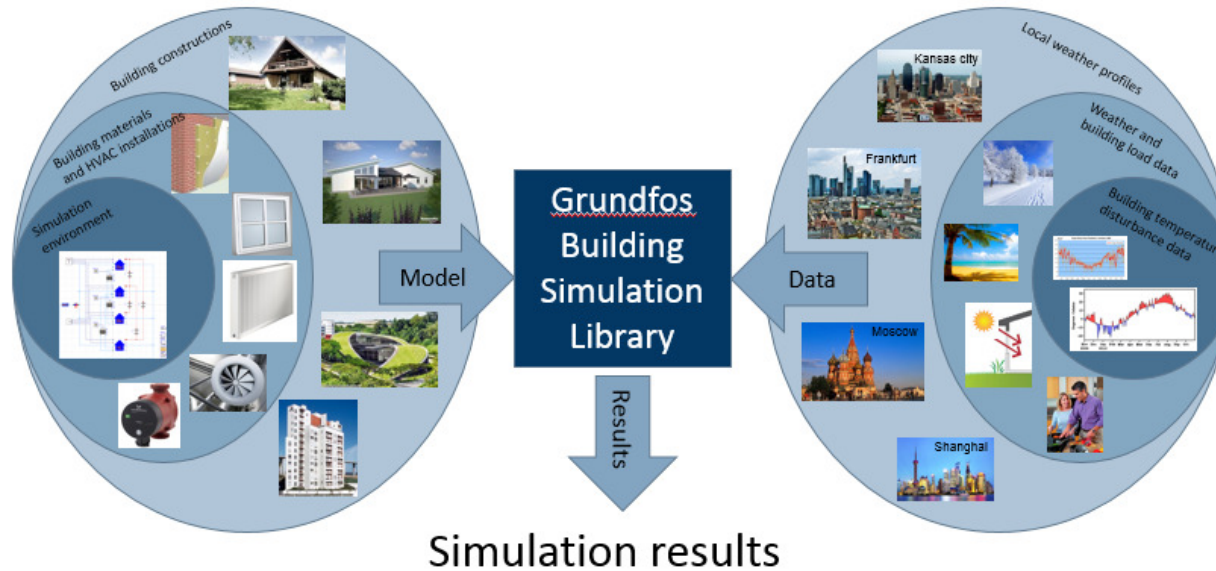 Building constructions
Building materials
and HVAC installations
Simulation
environment
Model
Grundfos
Building
Simulation
Library
Results
Simulation results
Data
Local weather profiles
Weather and
building load data
Building temperature
disturbance data
Kansas city
Frankfurt
Moscow
Shanghai